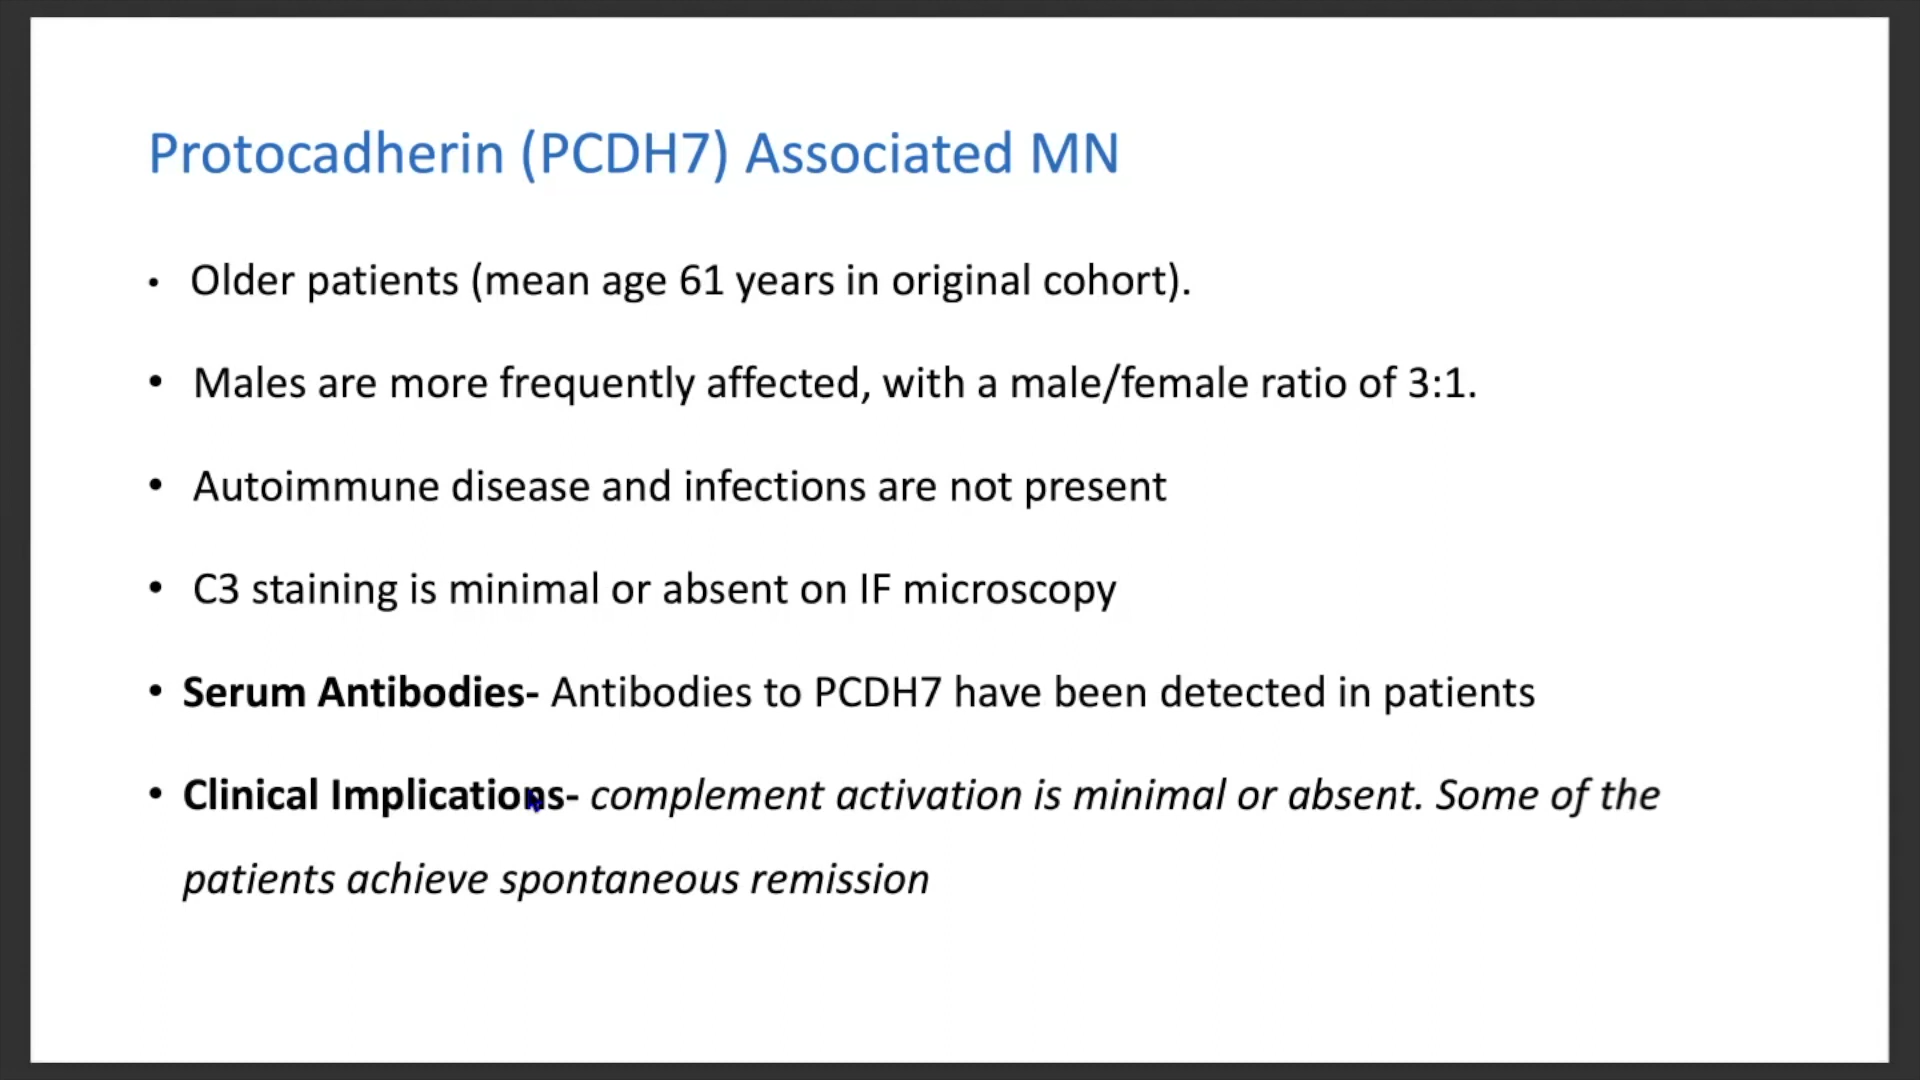 Protocadherin (PCDH7) Associated MN
• Older patients (mean age 61 years in original cohort).
• Males are more frequently affected, with a male/female ratio of 3:1.
• Autoimmune disease and infections are not present
• C3 staining is minimal or absent on IF microscopy
• Serum Antibodies- Antibodies to PCDH7 have been detected in patients
• Clinical Implications- complement activation is minimal or absent. Some of the
patients achieve spontaneous remission